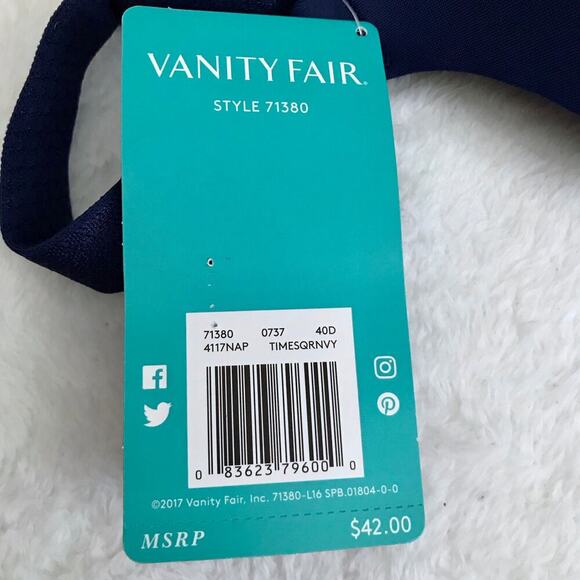 VANITY FAIR®
STYLE 71380
71380 0737 40D
4117NAP TIMESQRNVY
0 83623 79600 0
©2017 Vanity Fair, Inc. 71380-L16 SPB.01804-0-0
MSRP $42.00